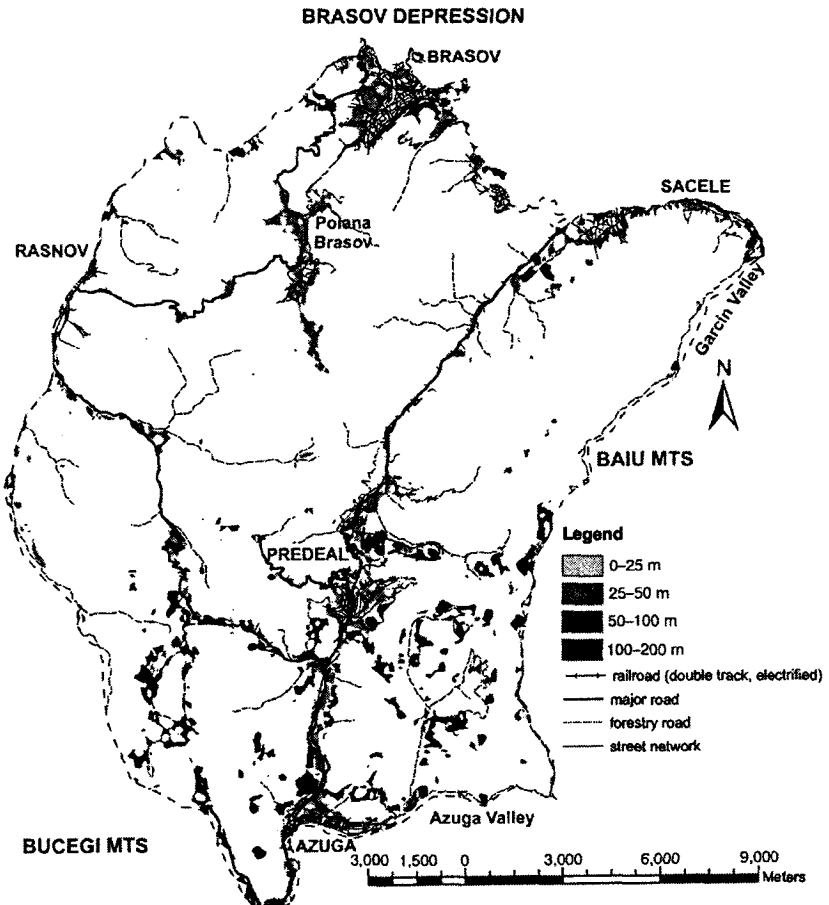 BRASOV DEPRESSION
BRASOV
SACELE
Poiana
Brasov
RASNOV
Garcin Valley
N
BAIU MTS
Legend
0–25 m
25–50 m
50–100 m
100–200 m
railroad (double track, electrified)
major road
forestry road
street network
PREDEAL
Azuga Valley
BUCEGI MTS
AZUGA
3,000 1,500 0 3,000 6,000 9,000
Meters